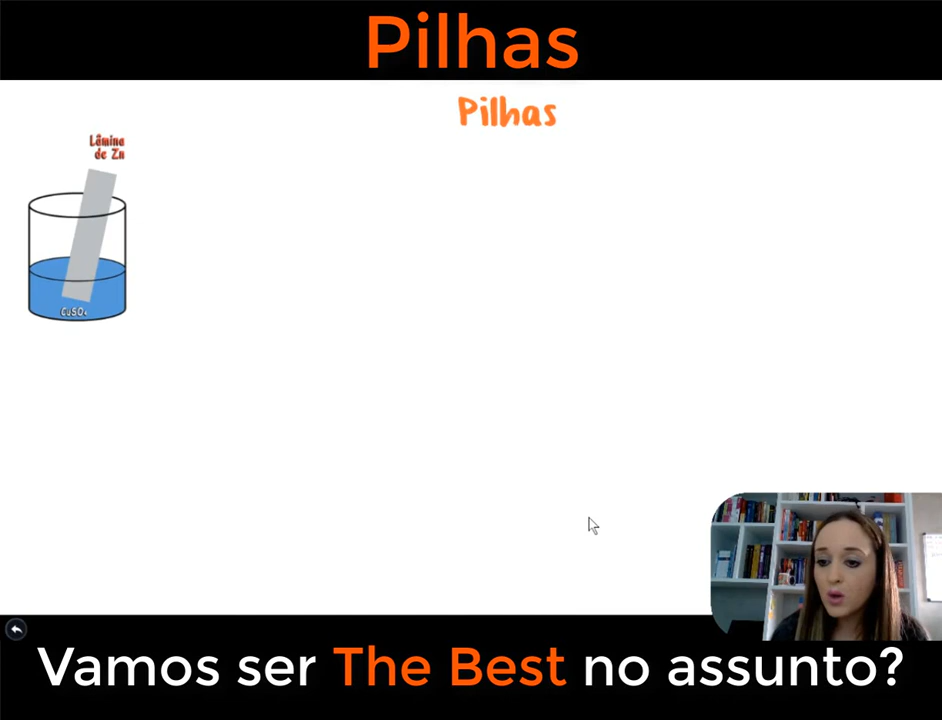 Pilhas
Pilhas
Lâmina
de Zn
CuSO₄
Vamos ser The Best no assunto?